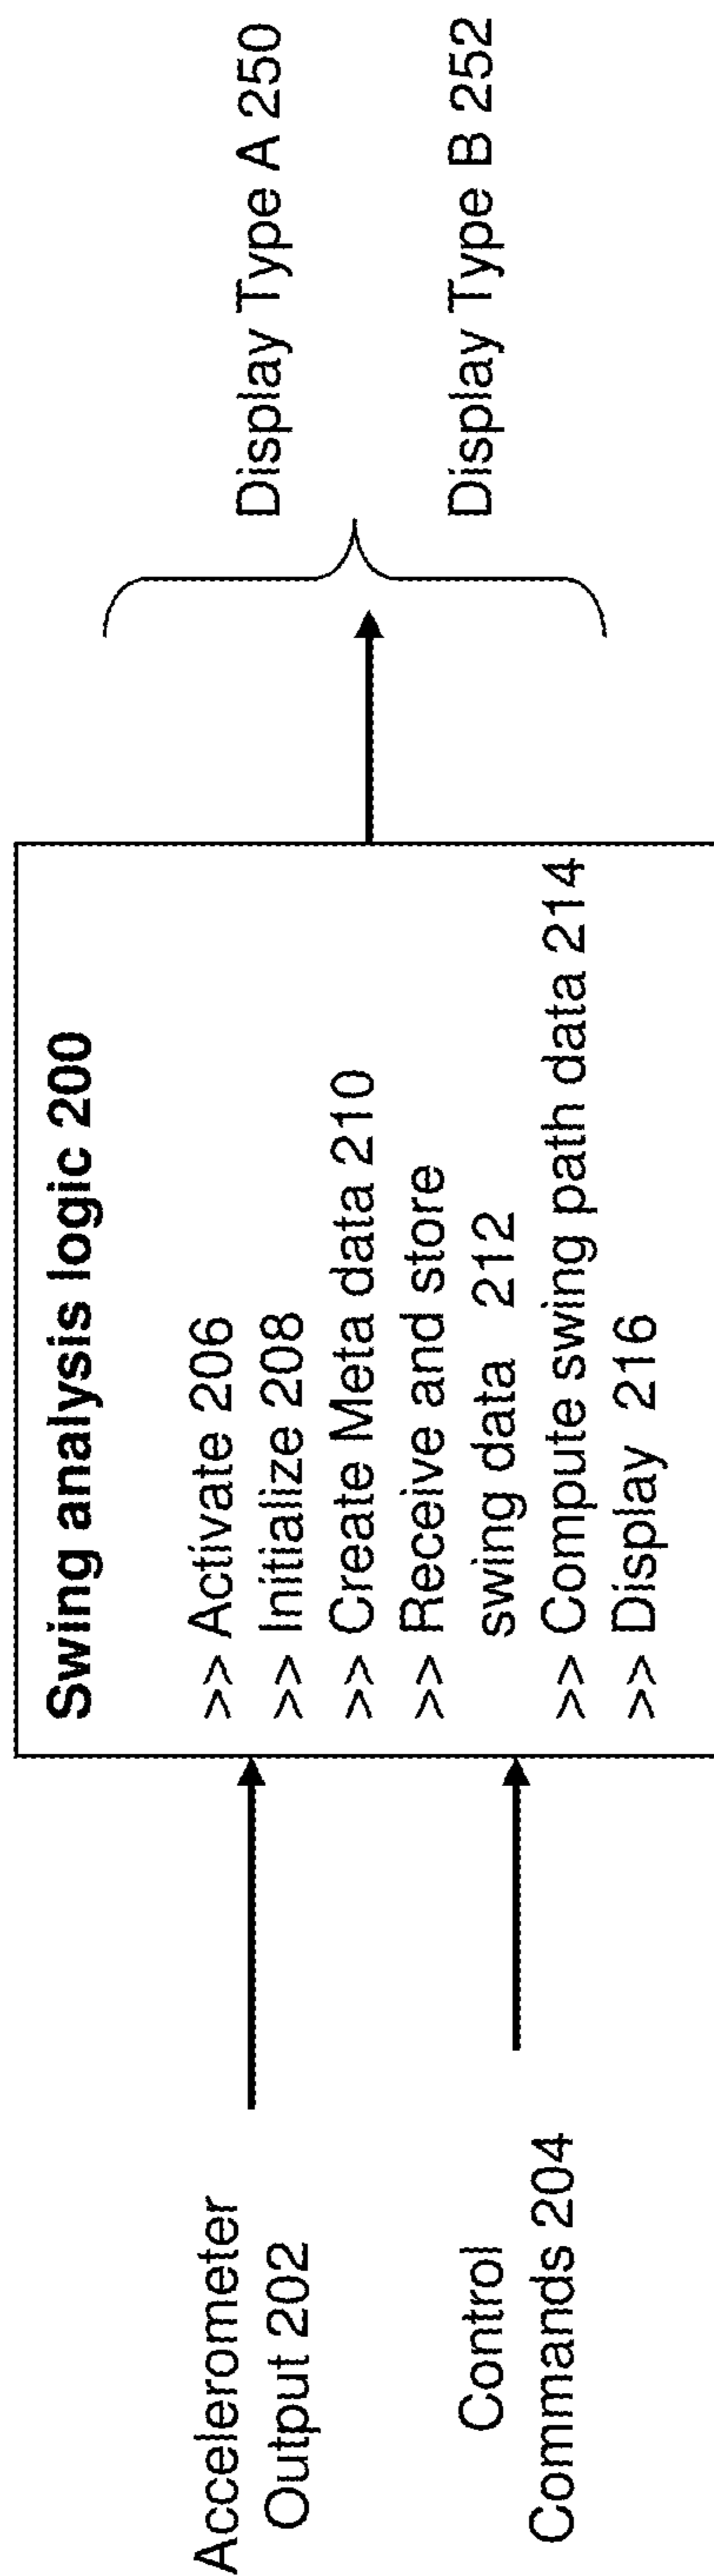 Accelerometer
Output 202
Control
Commands 204
Swing analysis logic 200
>> Activate 206
>> Initialize 208
>> Create Meta data 210
>> Receive and store
swing data 212
>> Compute swing path data 214
>> Display 216
Display Type A 250
Display Type B 252